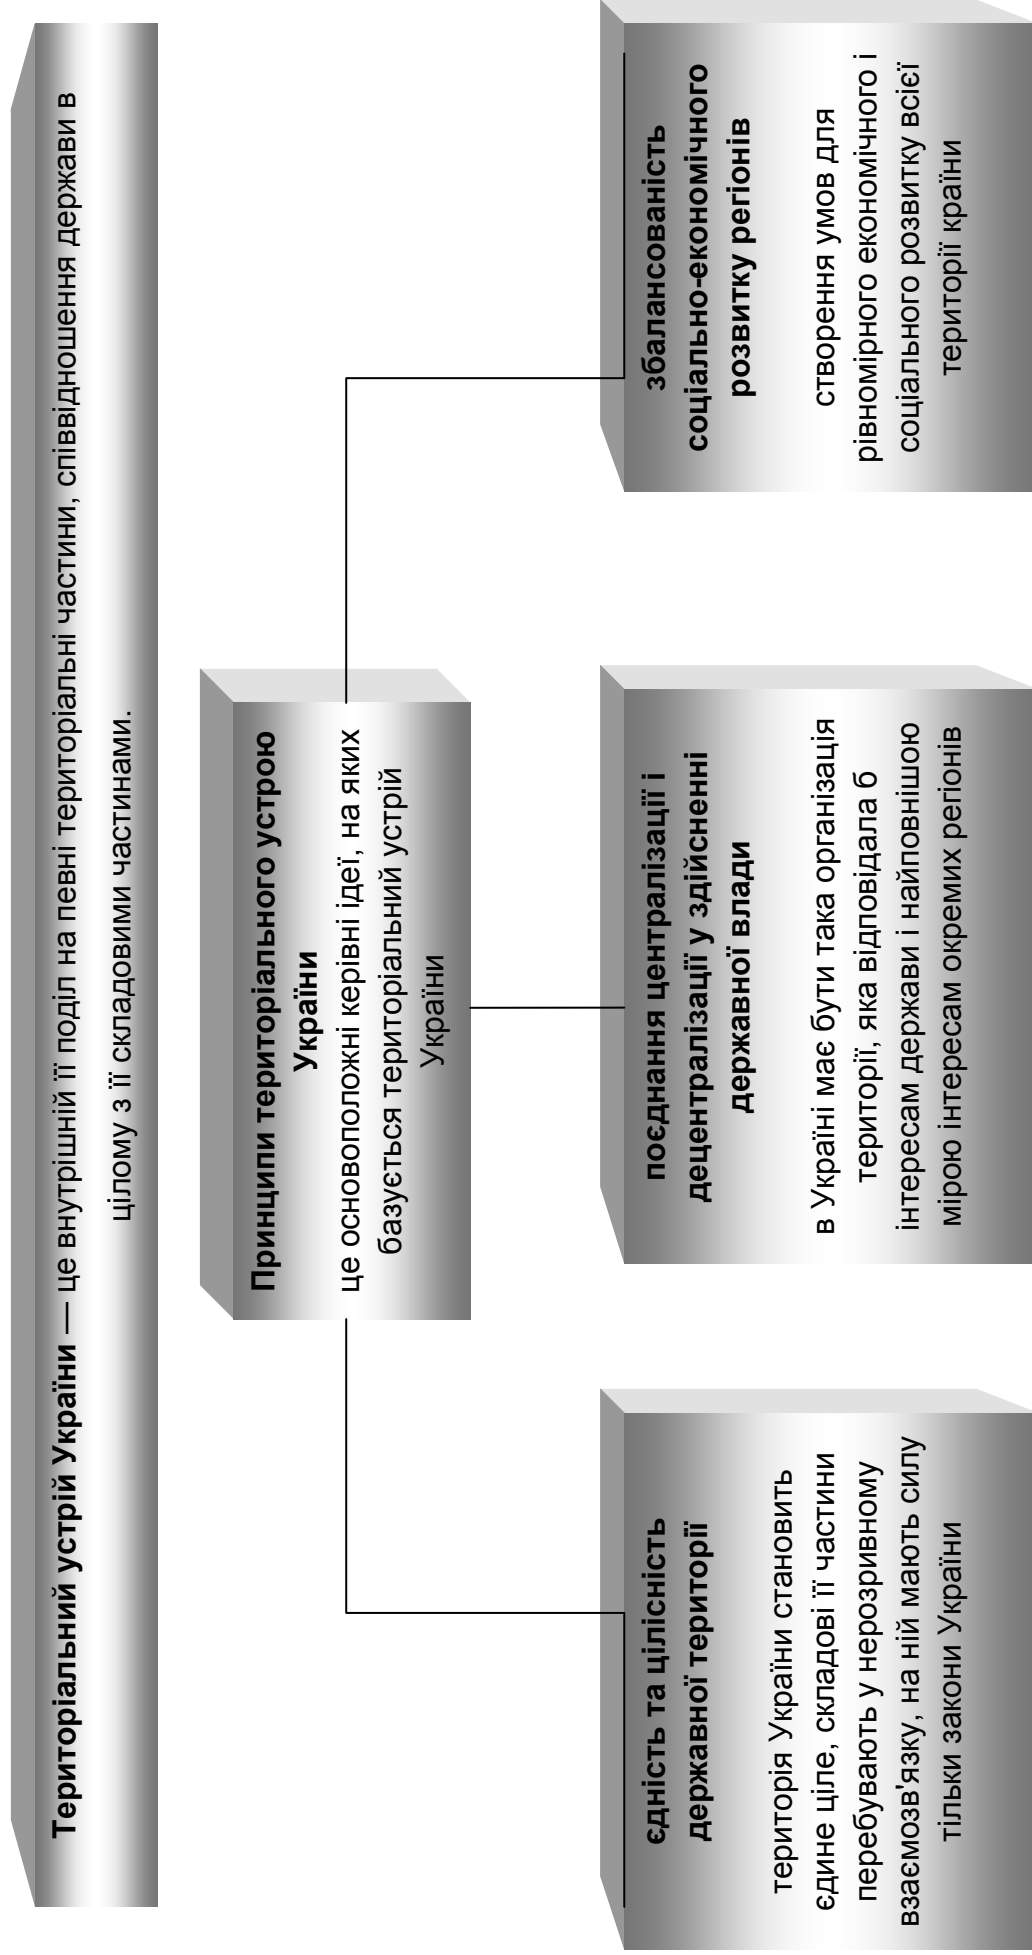 Територіальний устрій України — це внутрішній її поділ на певні територіальні частини, співвідношення держави в
цілому з її складовими частинами.
Принципи територіального устрою
України
це основоположні керівні ідеї, на яких
базується територіальний устрій
України
єдність та цілісність
державної території
територія України становить
єдине ціле, складові її частини
перебувають у нерозривному
взаємозв'язку, на ній мають силу
тільки закони України
поєднання централізації і
децентралізації у здійсненні
державної влади
в Україні має бути така організація
території, яка відповідала б
інтересам держави і найповнішою
мірою інтересам окремих регіонів
збалансованість
соціально-економічного
розвитку регіонів
створення умов для
рівномірного економічного і
соціального розвитку всієї
території країни